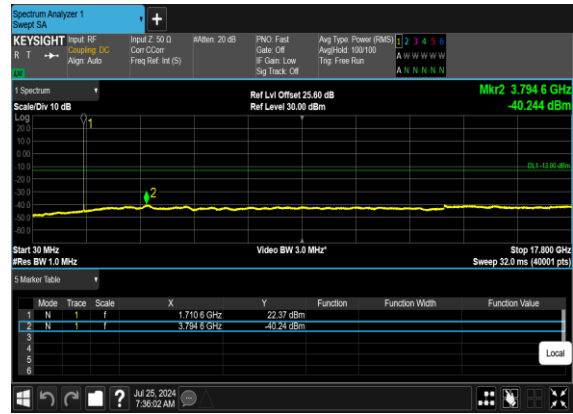 Spectrum Analyzer 1
Swept SA
+
KEYSIGHT Input: RF Input Z: 50 Ω #Atten: 20 dB PNO: Fast Avg Type: Power (RMS) 1 2 3 4 5 6
R T Coupling: DC Corr CCorr Gate: Off Avg|Hold: 100/100 A W W W W W
Align: Auto Freq Ref: Int (S) IF Gain: Low Trig: Free Run
Sig Track: Off A N N N N N
1 Spectrum Ref Lvl Offset 25.60 dB Mkr2 3.794 6 GHz
Scale/Div 10 dB Ref Level 30.00 dBm -40.244 dBm
Log
1
20.0
10.0
0.00
-10.0
DL1 -13.00 dBm
-20.0
-30.0
2
-40.0
-50.0
-60.0
Start 30 MHz Video BW 3.0 MHz* Stop 17.800 GHz
#Res BW 1.0 MHz Sweep 32.0 ms (40001 pts)
5 Marker Table
Mode Trace Scale X Y Function Function Width Function Value
1 N 1 f 1.710 6 GHz 22.37 dBm
2 N 1 f 3.794 6 GHz -40.24 dBm
3
4
5
6
Local
? Jul 25, 2024
7:36:02 AM